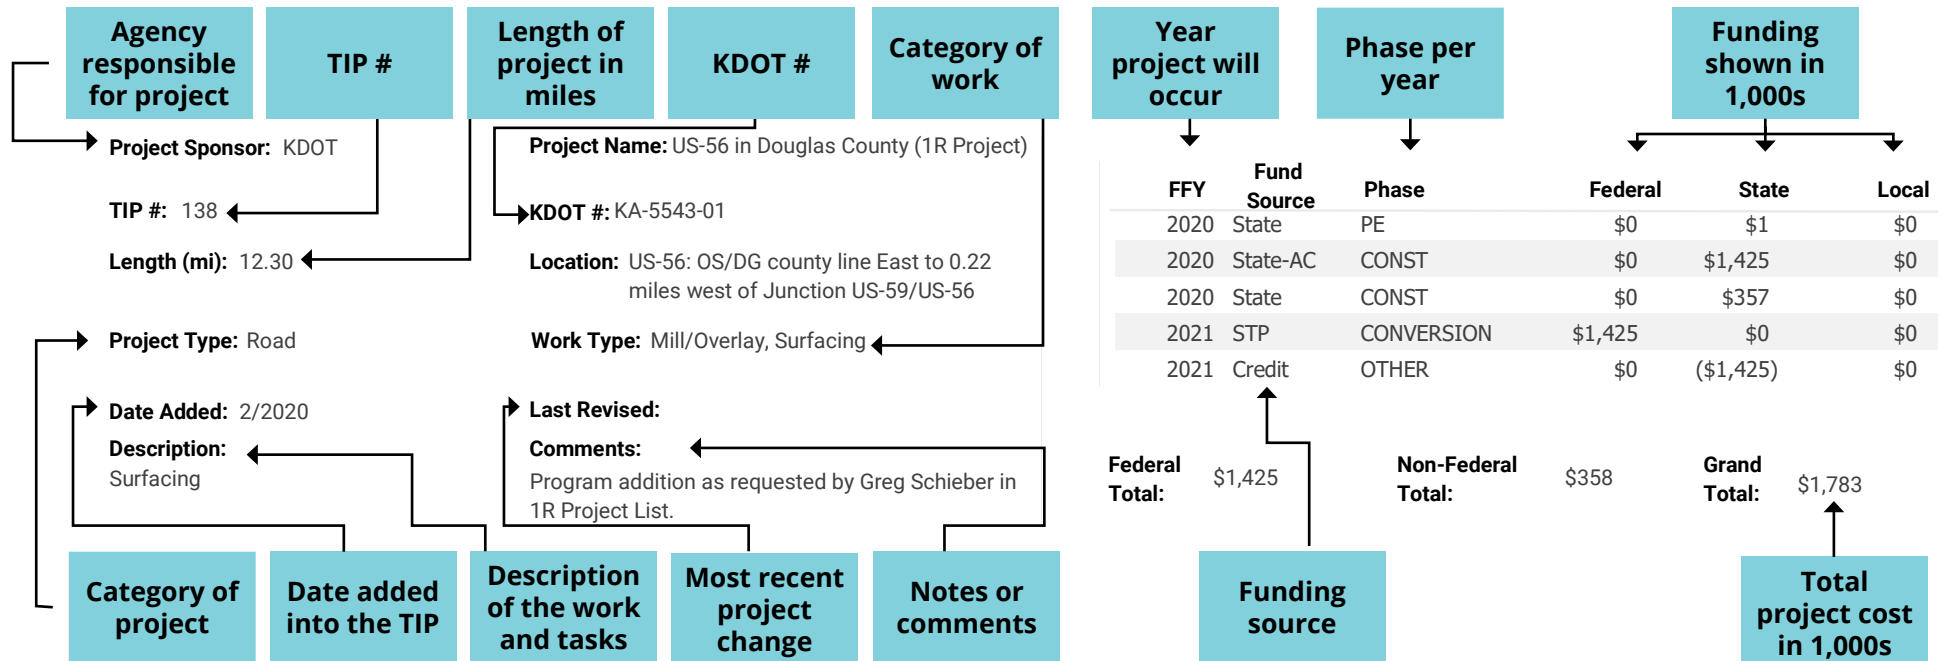 Agency
responsible
for project
TIP #
Length of
project in
miles
KDOT #
Category of
work
Year
project will
occur
Phase per
year
Funding
shown in
1,000s
Project Sponsor: KDOT
Project Name: US-56 in Douglas County (1R Project)
TIP #: 138
KDOT #: KA-5543-01
Length (mi): 12.30
Location: US-56: OS/DG county line East to 0.22
miles west of Junction US-59/US-56
Project Type: Road
Work Type: Mill/Overlay, Surfacing
Date Added: 2/2020
Last Revised:
Description:
Surfacing
Comments:
Program addition as requested by Greg Schieber in
1R Project List.
FFY Fund Source Phase Federal State Local
2020 State PE $0 $1 $0
2020 State-AC CONST $0 $1,425 $0
2020 State CONST $0 $357 $0
2021 STP CONVERSION $1,425 $0 $0
2021 Credit OTHER $0 ($1,425) $0
Federal
Total: $1,425
Non-Federal
Total: $358
Grand
Total: $1,783
Category of
project
Date added
into the TIP
Description
of the work
and tasks
Most recent
project
change
Notes or
comments
Funding
source
Total
project cost
in 1,000s